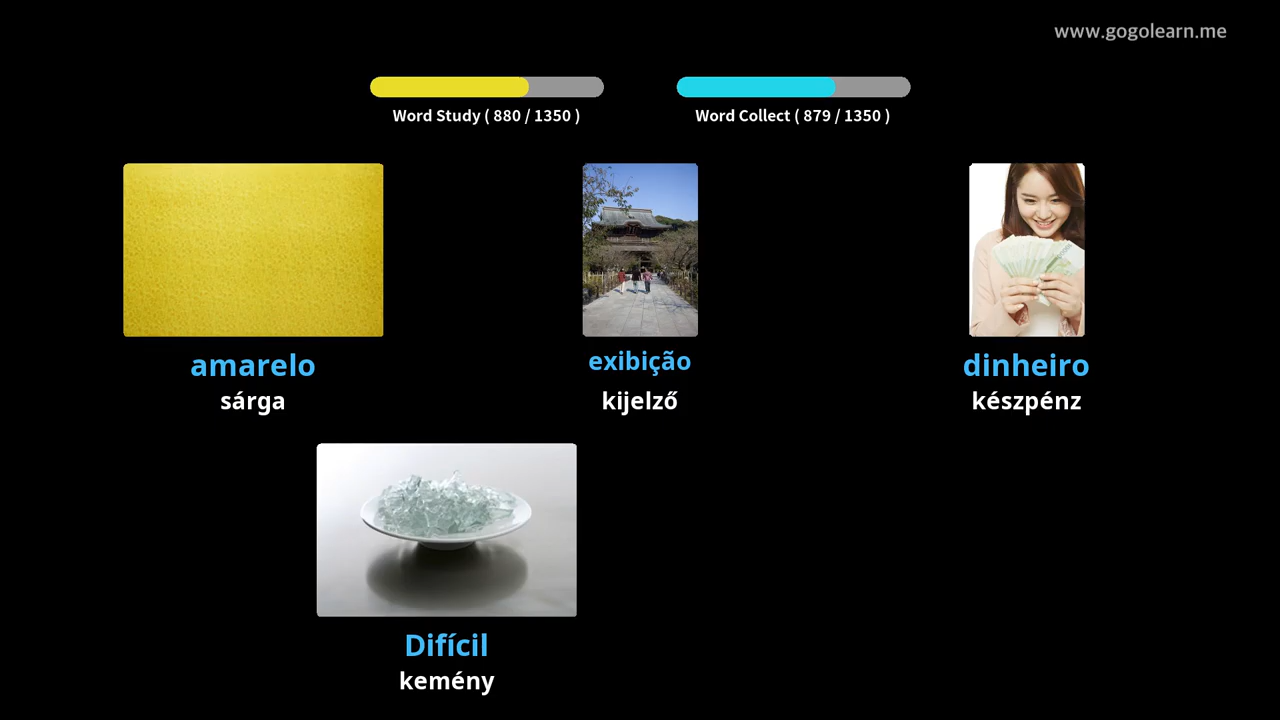 www.gogolearn.me
Word Study ( 880 / 1350 )
Word Collect ( 879 / 1350 )
amarelo
sárga
exibição
kijelző
dinheiro
készpénz
Difícil
kemény